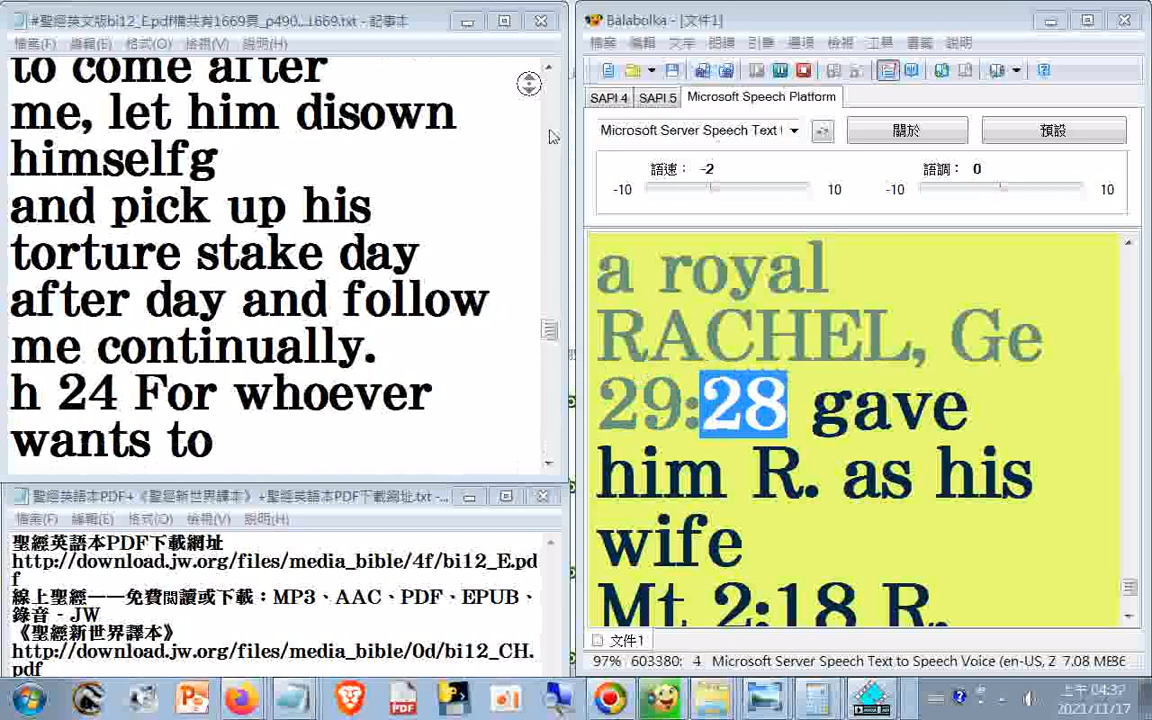 #聖經英文版bi12_E.pdf檔共有1669頁_p490...1669.txt - 記事本
檔案(F) 編輯(E) 格式(O) 檢視(V) 說明(H)
to come after
me, let him disown
himselfg
and pick up his
torture stake day
after day and follow
me continually.
h 24 For whoever
wants to
聖經英語本PDF+《聖經新世界譯本》+聖經英語本PDF下載網址.txt -...
檔案(F) 編輯(E) 格式(O) 檢視(V) 說明(H)
聖經英語本PDF下載網址
http://download.jw.org/files/media_bible/4f/bi12_E.pd
f
線上聖經——免費閱讀或下載：MP3、AAC、PDF、EPUB、
錄音 - JW
《聖經新世界譯本》
http://download.jw.org/files/media_bible/0d/bi12_CH.
pdf
Balabolka - [文件1]
檔案 編輯 文字 朗讀 引擎 選項 檢視 工具 書籤 說明
SAPI 4 SAPI 5 Microsoft Speech Platform
Microsoft Server Speech Text 關於 預設
語速： -2 語調： 0
-10 10 -10 10
a royal
RACHEL, Ge
29:28 gave
him R. as his
wife
Mt 2:18 R.
文件1
97% 603380: 4 Microsoft Server Speech Text to Speech Voice (en-US, Z 7.08 MB
PDF
上午 04:37
2021/11/17